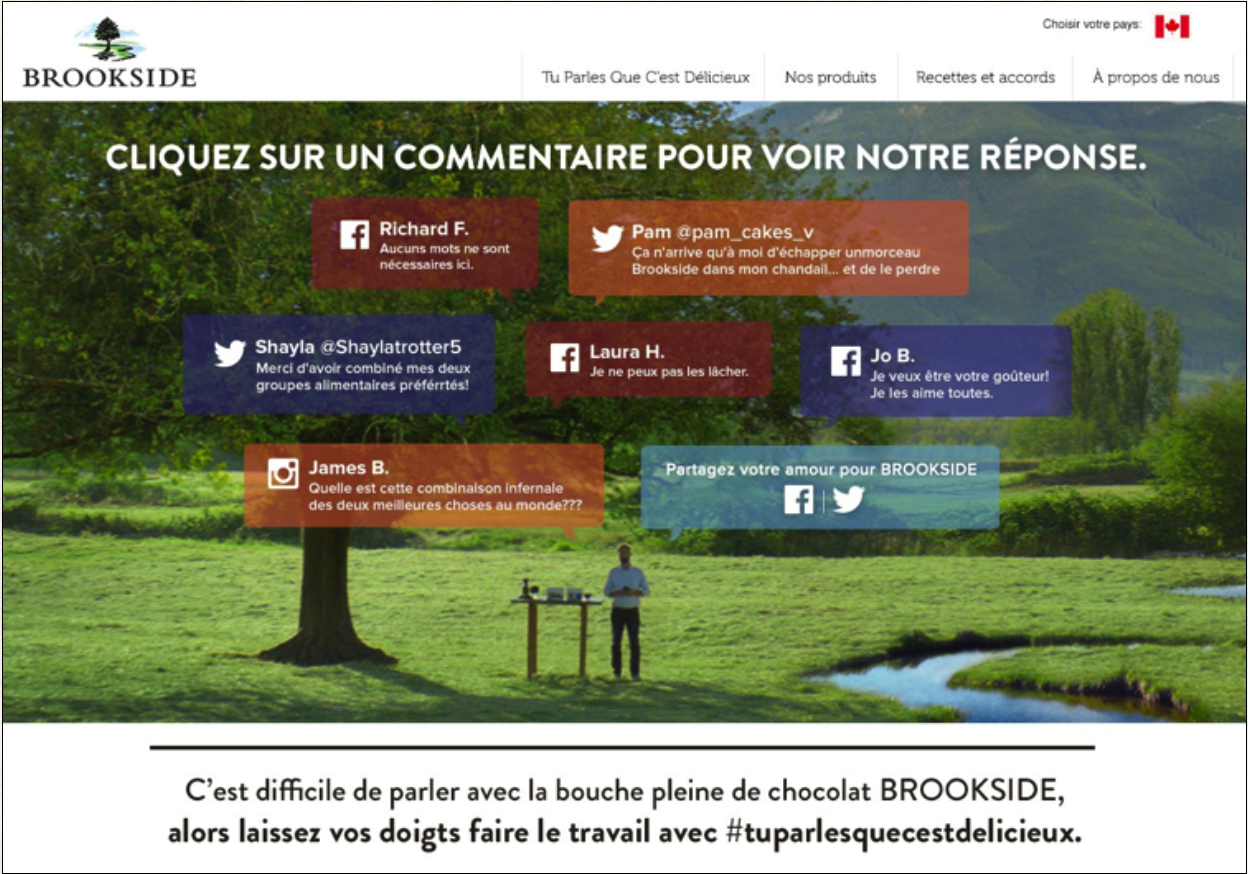 Choisir votre pays:
BROOKSIDE
Tu Parles Que C'est Délicieux
Nos produits
Recettes et accords
À propos de nous
CLIQUEZ SUR UN COMMENTAIRE POUR VOIR NOTRE RÉPONSE.
Richard F.
Aucuns mots ne sont
nécessaires ici.
Pam @pam_cakes_v
Ça n'arrive qu'à moi d'échapper unmorceau
Brookside dans mon chandail... et de le perdre
Shayla @Shaylatrotter5
Merci d'avoir combiné mes deux
groupes alimentaires préférrtés!
Laura H.
Je ne peux pas les lâcher.
Jo B.
Je veux être votre goûteur!
Je les aime toutes.
James B.
Quelle est cette combinaison infernale
des deux meilleures choses au monde???
Partagez votre amour pour BROOKSIDE
C'est difficile de parler avec la bouche pleine de chocolat BROOKSIDE,
alors laissez vos doigts faire le travail avec #tuparlesquecestdelicieux.